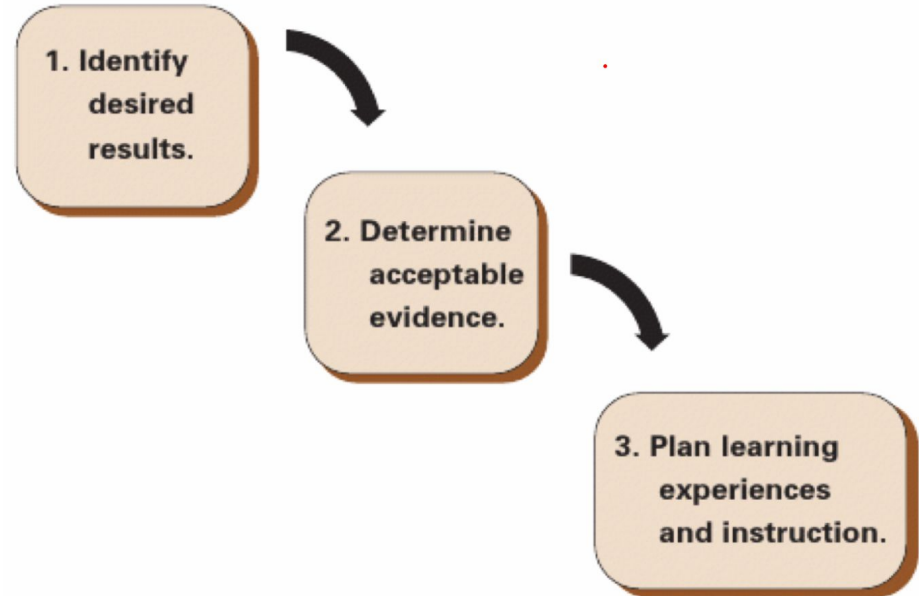 1. Identify
desired
results.
2. Determine
acceptable
evidence.
3. Plan learning
experiences
and instruction.